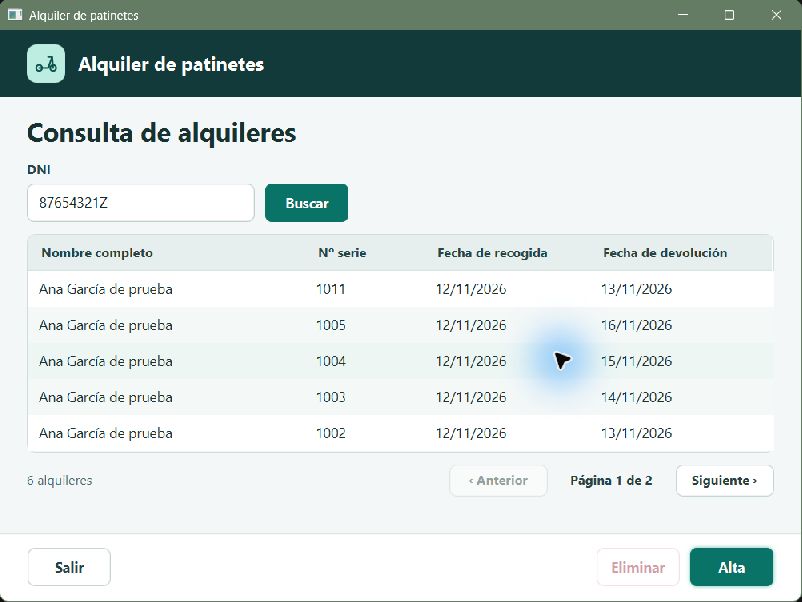 Alquiler de patinetes
Alquiler de patinetes
Consulta de alquileres
DNI
87654321Z Buscar
Nombre completo Nº serie Fecha de recogida Fecha de devolución
Ana García de prueba 1011 12/11/2026 13/11/2026
Ana García de prueba 1005 12/11/2026 16/11/2026
Ana García de prueba 1004 12/11/2026 15/11/2026
Ana García de prueba 1003 12/11/2026 14/11/2026
Ana García de prueba 1002 12/11/2026 13/11/2026
6 alquileres ‹ Anterior Página 1 de 2 Siguiente ›
Salir Eliminar Alta